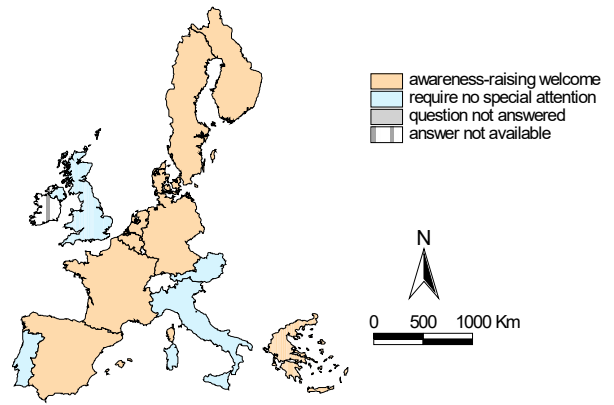 awareness-raising welcome
require no special attention
question not answered
answer not available
N
0 500 1000 Km